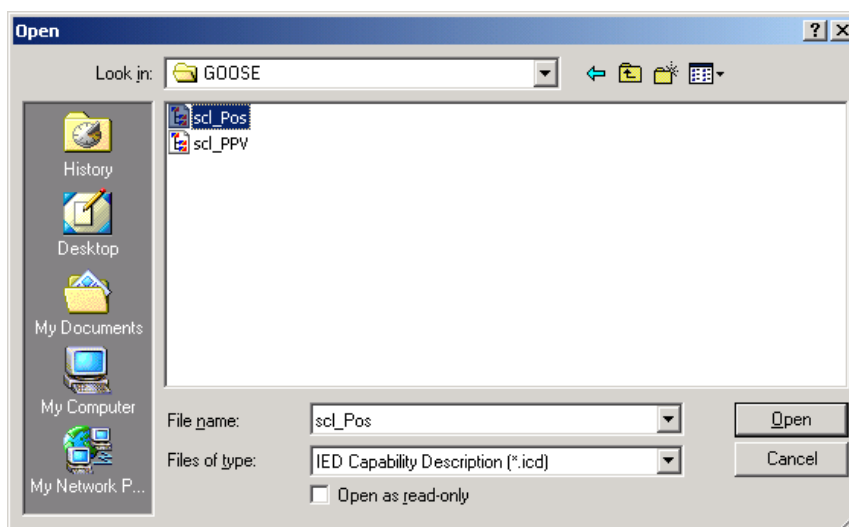 Open
Look in:
GOOSE
scl_Pos
scl_PPV
History
Desktop
My Documents
My Computer
My Network P...
File name:
scl_Pos
Open
Files of type:
IED Capability Description (*.icd)
Cancel
Open as read-only